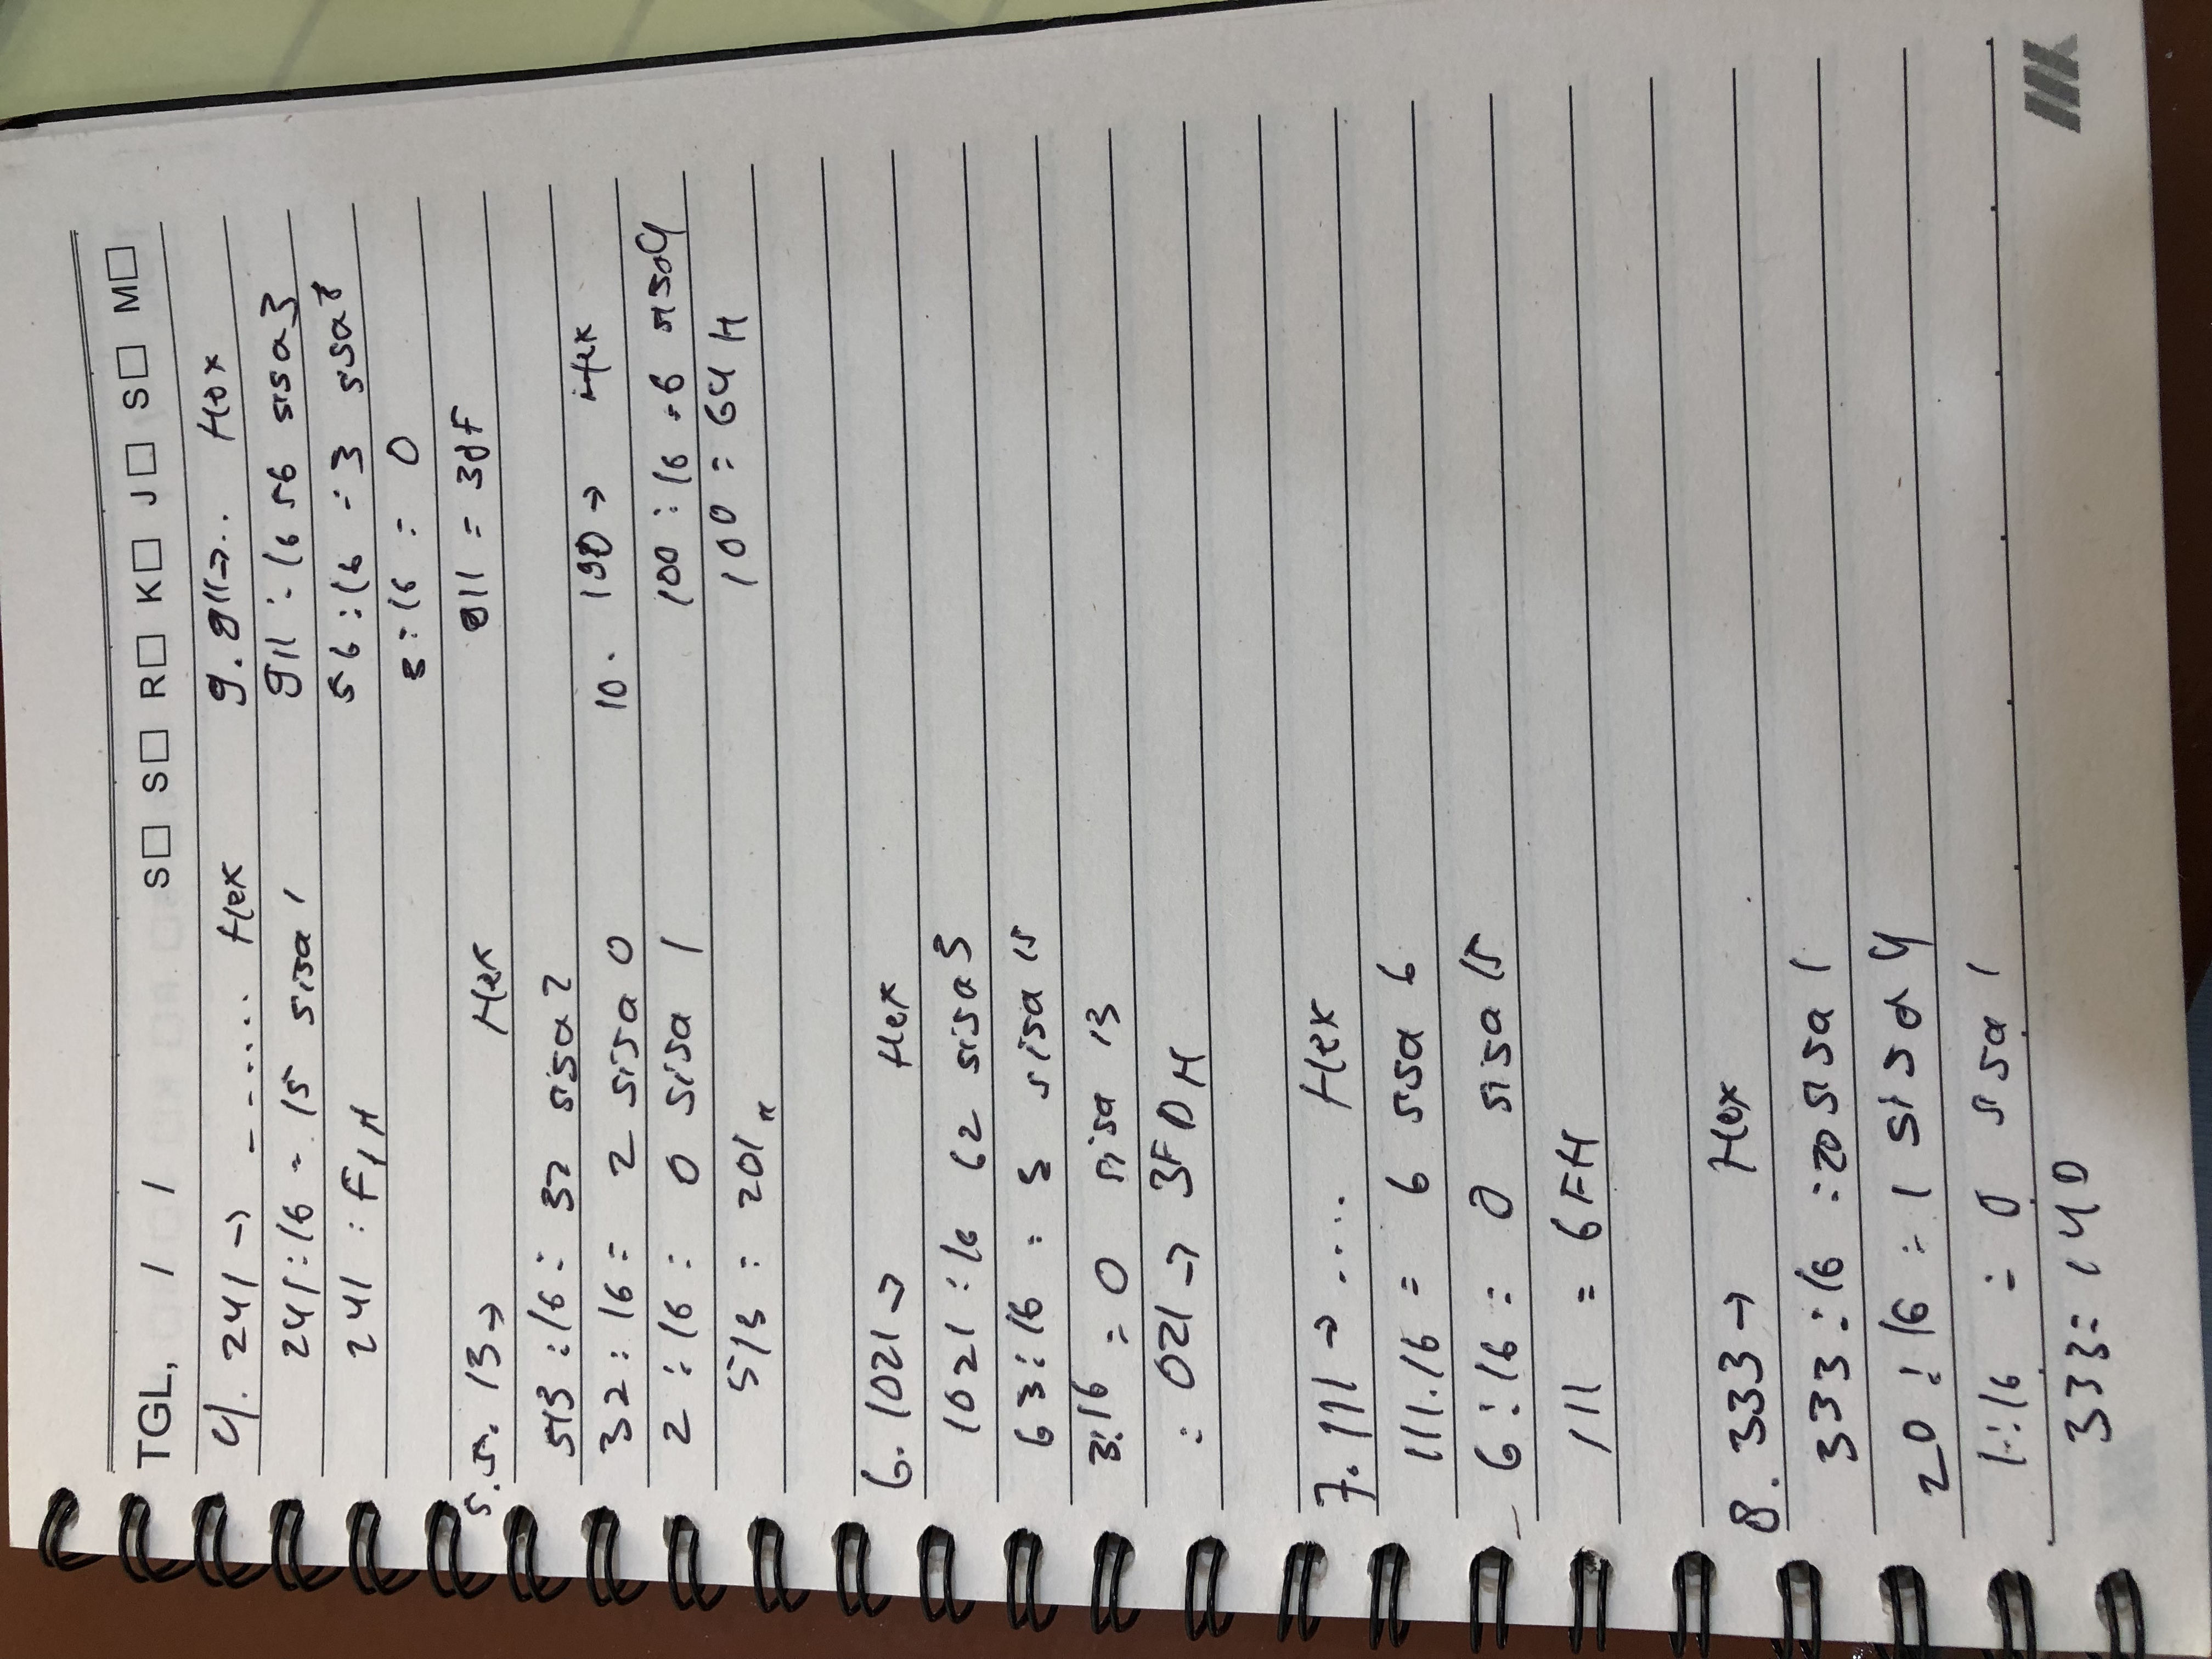 TGL, / /
S□ S□ R□ K□ J□ S□ M□
4. 241 → ------ Hex
241 : 16 = 15 sisa 1
241 : F1H
5.5. 13 → Hex
513 : 16 = 32 sisa 2
32 : 16 = 2 sisa 0
2 : 16 = 0 sisa 1
513 : 201H
6. 1021 → Hex
1021 : 16 62 sisa 3
63 : 16 = 3 sisa 15
3 : 16 = 0 sisa 13
: 021 → 3FDH
7. 111 → .... Hex
111.16 = 6 ssa 6
6 : 16 = 0 sisa 15
111 = 6FH
8. 333 → Hex
333 : 16 = 20 sisa 1
20 : 16 = 1 sisa 4
1 : 16 = 0 ssa 1
333 = 14D
9. 911 → .. Hex
911 : 16 56 sisa 3
56 : 16 = 3 sisa 8
3 : 16 = 0
911 = 38F
10. 100 → Hex
100 : 16 = 6 sisa 4
100 = 64 H